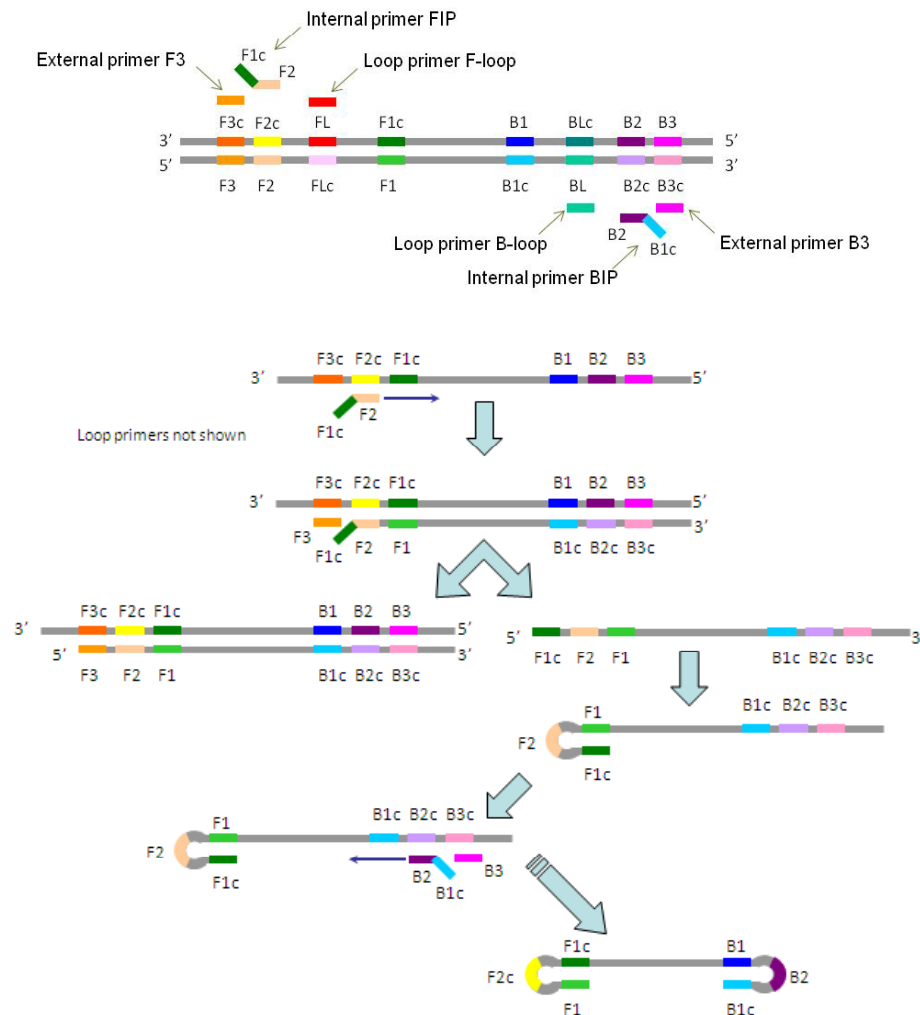 Internal primer FIP
External primer F3
F1c
F2
Loop primer F-loop
F3c F2c FL F1c B1 BLc B2 B3
3′ 5′
5′ 3′
F3 F2 FLc F1 B1c BL B2c B3c
Loop primer B-loop
B2
B1c
External primer B3
Internal primer BIP
F3c F2c F1c B1 B2 B3
3′ 5′
F2
F1c
Loop primers not shown
F3c F2c F1c B1 B2 B3
3′ 5′
3′
F3 F1c F2 F1 B1c B2c B3c
F3c F2c F1c B1 B2 B3
3′ 5′
5′ 3′
F3 F2 F1 B1c B2c B3c
5′ 3
F1c F2 F1 B1c B2c B3c
F1 B1c B2c B3c
F2
F1c
F1 B1c B2c B3c
F2
F1c B2 B1c B3
F1c B1
F2c B2
F1 B1c